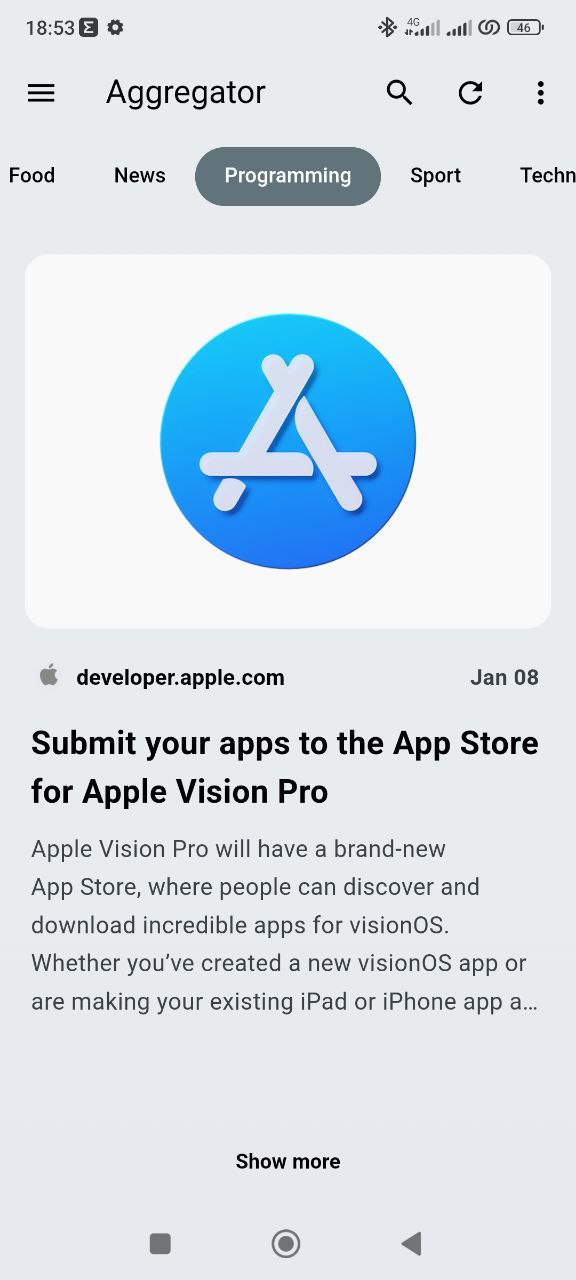 18:53 4G 46
Aggregator
Food News Programming Sport Techn
developer.apple.com Jan 08
Submit your apps to the App Store
for Apple Vision Pro
Apple Vision Pro will have a brand-new
App Store, where people can discover and
download incredible apps for visionOS.
Whether you’ve created a new visionOS app or
are making your existing iPad or iPhone app a…
Show more